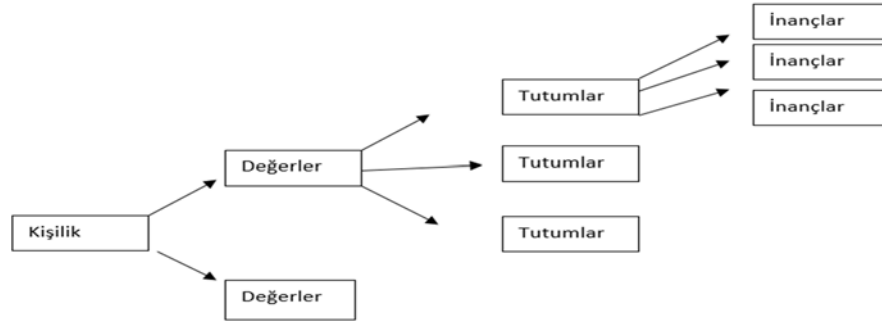 İnançlar
İnançlar
Tutumlar
İnançlar
Değerler
Tutumlar
Kişilik
Tutumlar
Değerler